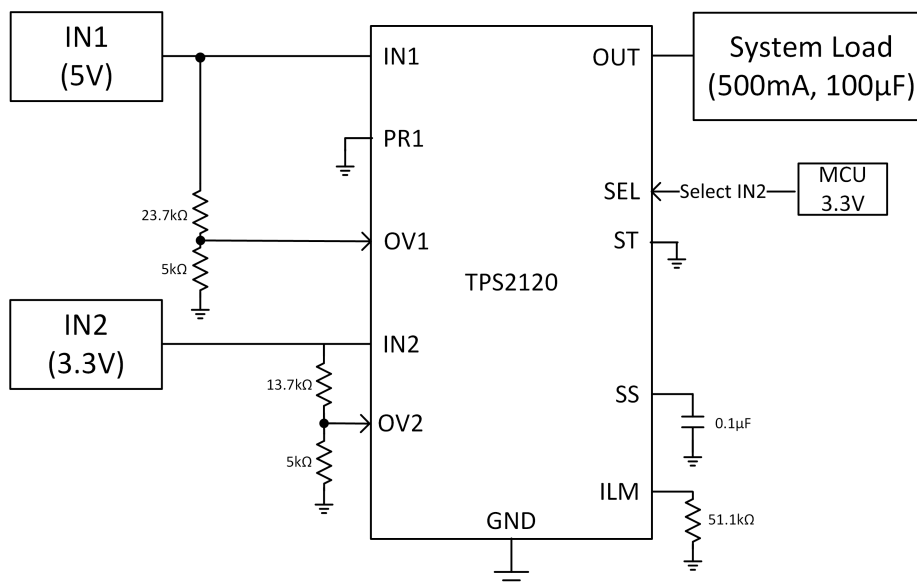 IN1
(5V)
IN1
OUT
System Load
(500mA, 100µF)
PR1
SEL
Select IN2
MCU
3.3V
23.7kΩ
OV1
ST
5kΩ
TPS2120
IN2
(3.3V)
IN2
13.7kΩ
OV2
SS
0.1µF
5kΩ
ILM
51.1kΩ
GND